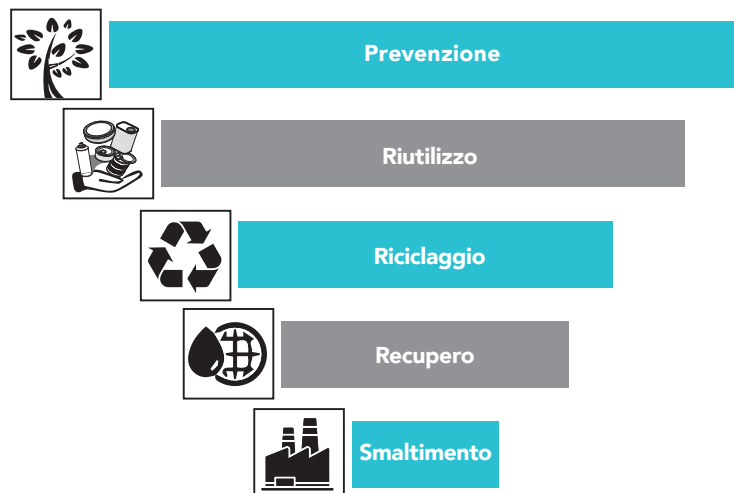 Prevenzione
Riutilizzo
Riciclaggio
Recupero
Smaltimento